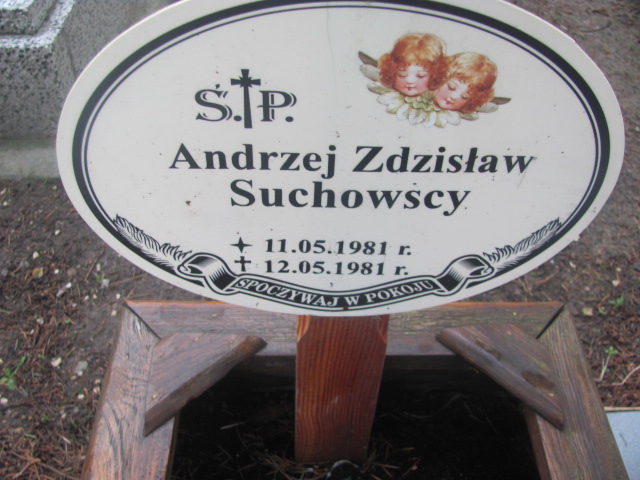 Ś.†P.
Andrzej Zdzisław
Suchowscy
11.05.1981 r.
† 12.05.1981 r.
SPOCZYWAJ W POKOJU